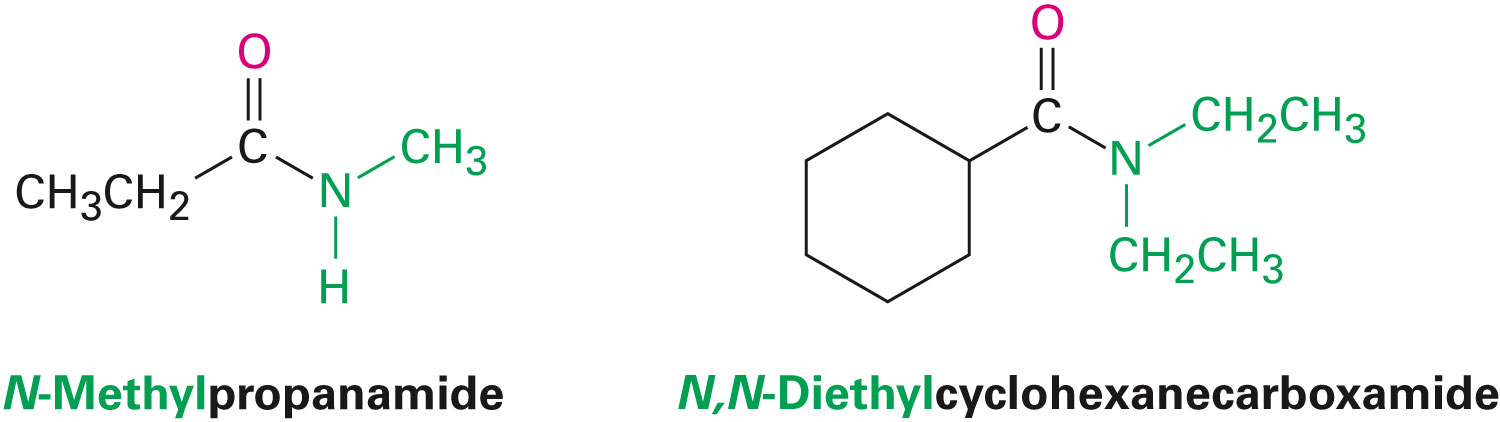 O
C
CH₃
CH₃CH₂
N
H
N-Methylpropanamide
O
C
CH₂CH₃
N
CH₂CH₃
N,N-Diethylcyclohexanecarboxamide